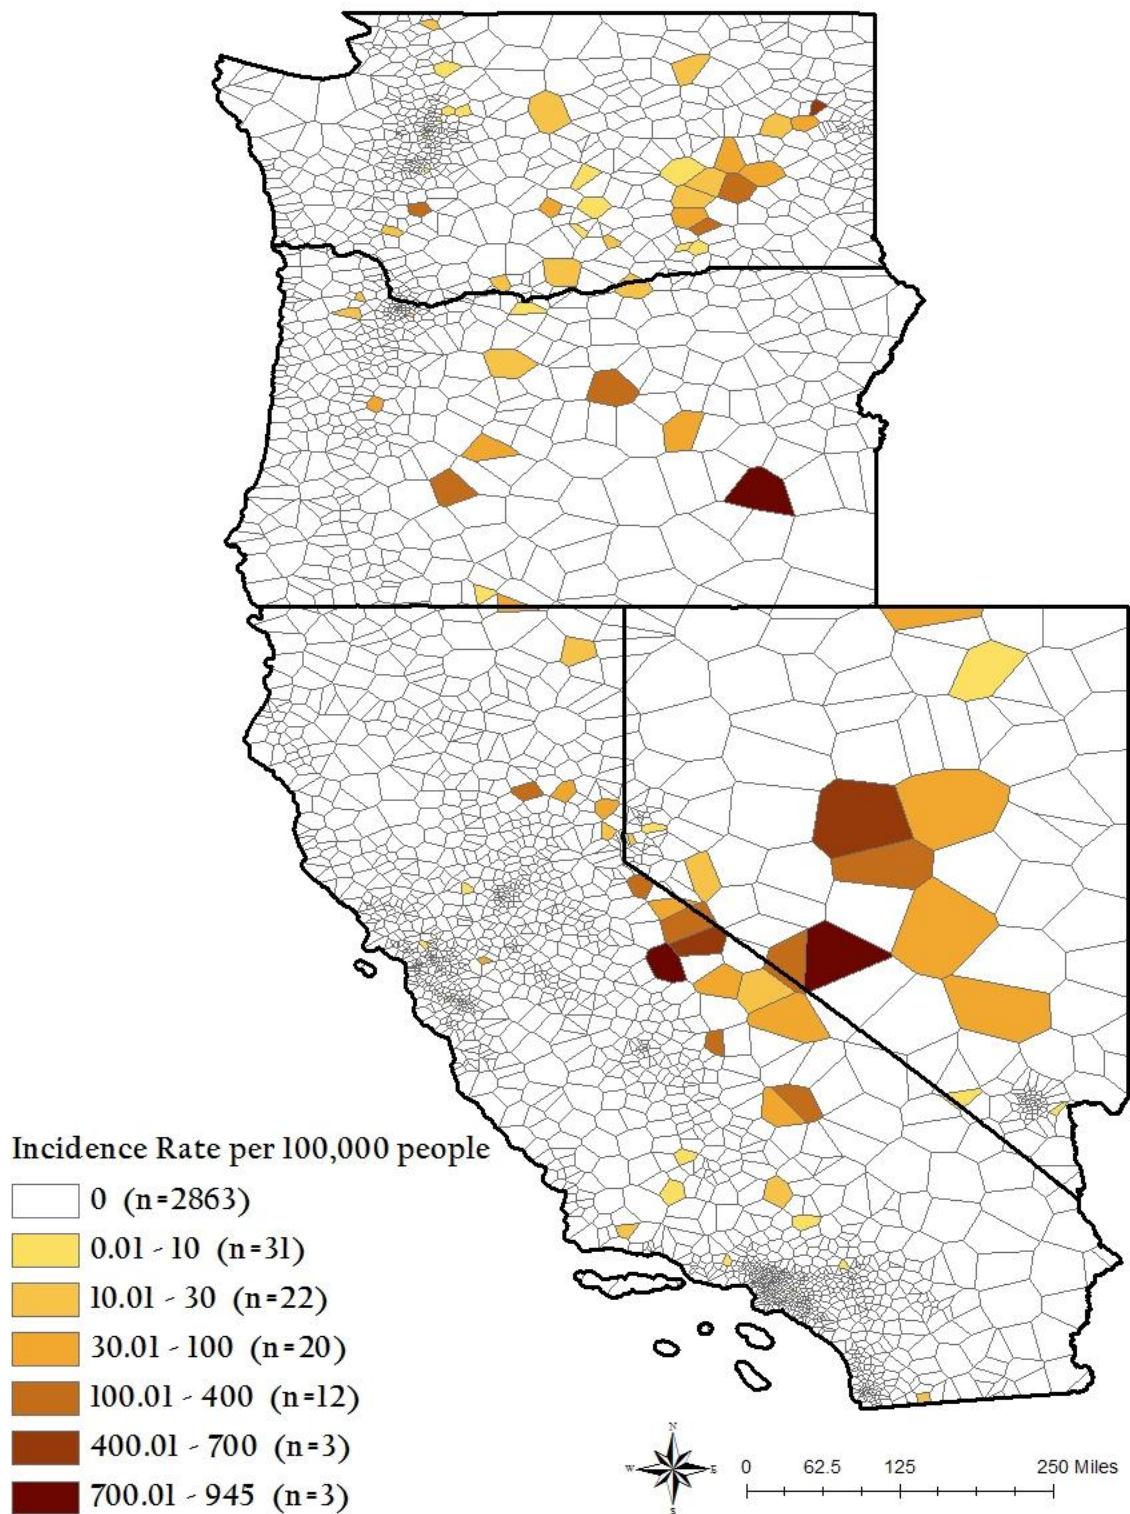 Incidence Rate per 100,000 people
0 (n=2863)
0.01 - 10 (n=31)
10.01 - 30 (n=22)
30.01 - 100 (n=20)
100.01 - 400 (n=12)
400.01 - 700 (n=3)
700.01 - 945 (n=3)
N
W E
S
0 62.5 125 250 Miles